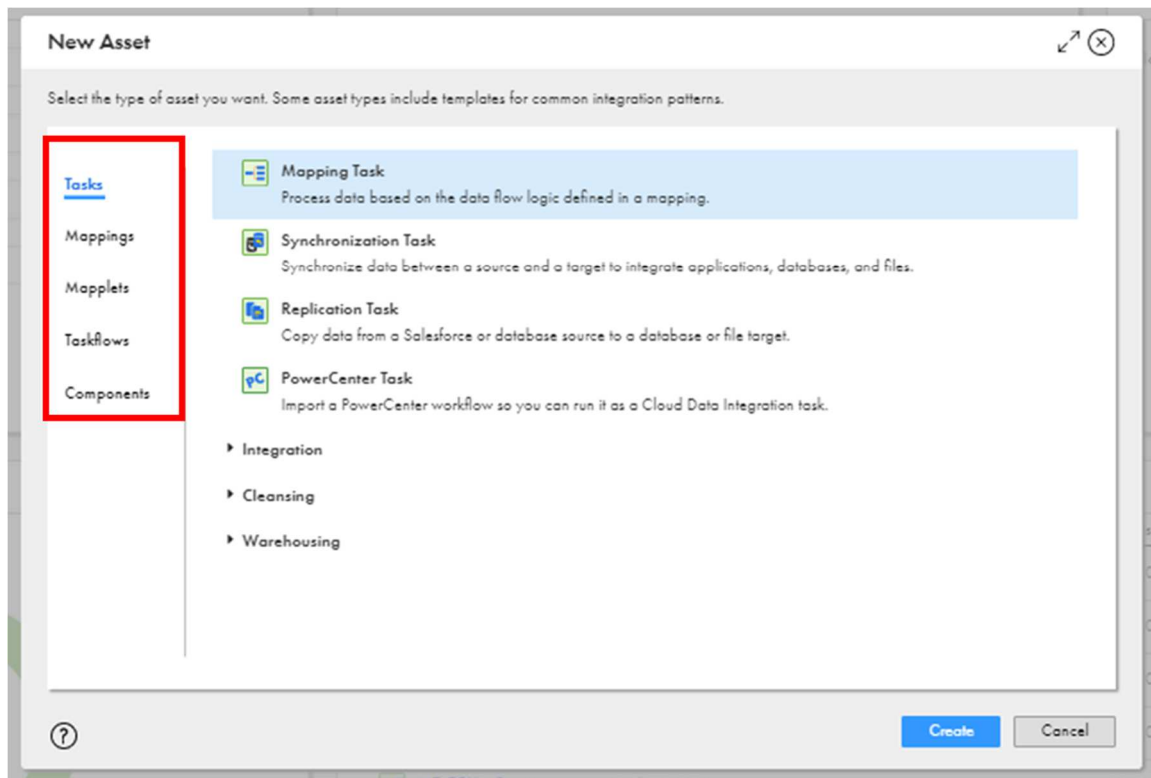 New Asset
Select the type of asset you want. Some asset types include templates for common integration patterns.
Tasks
Mappings
Mapplets
Taskflows
Components
Mapping Task
Process data based on the data flow logic defined in a mapping.
Synchronization Task
Synchronize data between a source and a target to integrate applications, databases, and files.
Replication Task
Copy data from a Salesforce or database source to a database or file target.
PC
PowerCenter Task
Import a PowerCenter workflow so you can run it as a Cloud Data Integration task.
Integration
Cleansing
Warehousing
?
Create
Cancel